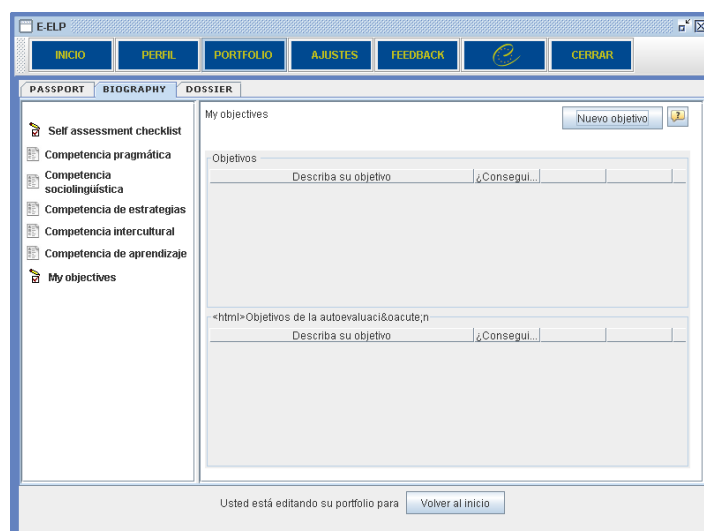 E-ELP
INICIO PERFIL PORTFOLIO AJUSTES FEEDBACK CERRAR
PASSPORT BIOGRAPHY DOSSIER
Self assessment checklist
Competencia pragmática
Competencia
sociolingüística
Competencia de estrategias
Competencia intercultural
Competencia de aprendizaje
My objectives
My objectives
Nuevo objetivo
Objetivos
Describa su objetivo ¿Consegui...
<html>Objetivos de la autoevaluaci&oacute;n
Describa su objetivo ¿Consegui...
Usted está editando su portfolio para Volver al inicio